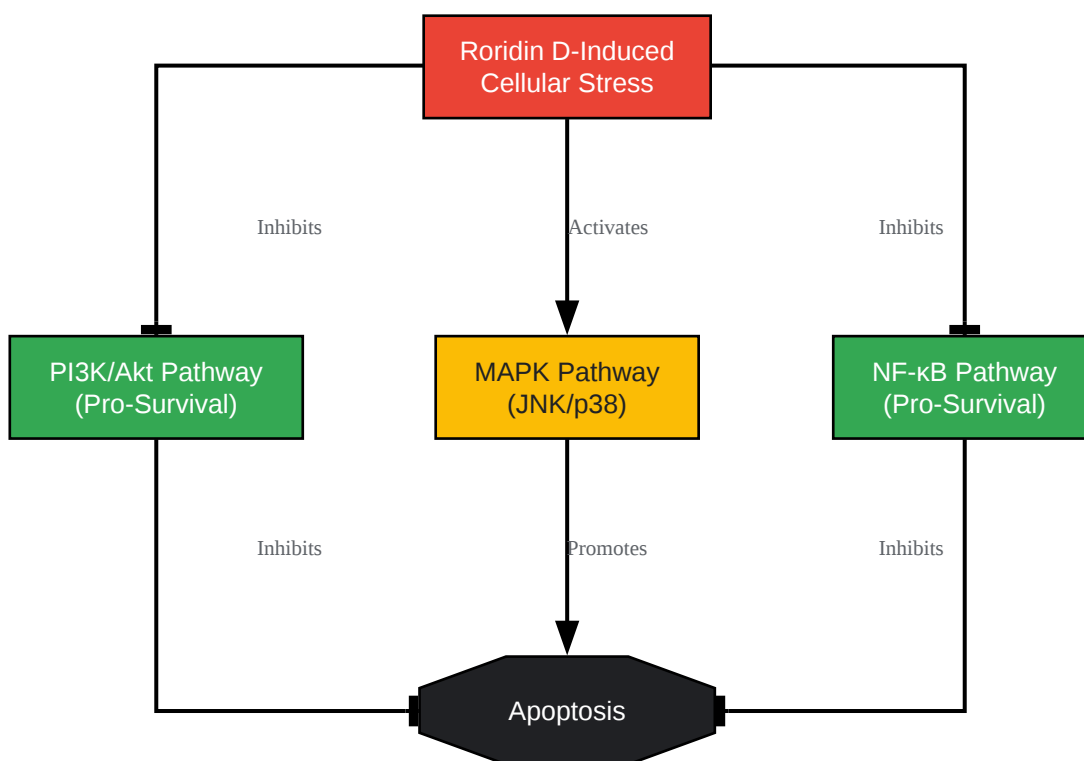 Roridin D-Induced
Cellular Stress
Inhibits
Activates
Inhibits
PI3K/Akt Pathway
(Pro-Survival)
MAPK Pathway
(JNK/p38)
NF-κB Pathway
(Pro-Survival)
Inhibits
Promotes
Inhibits
Apoptosis